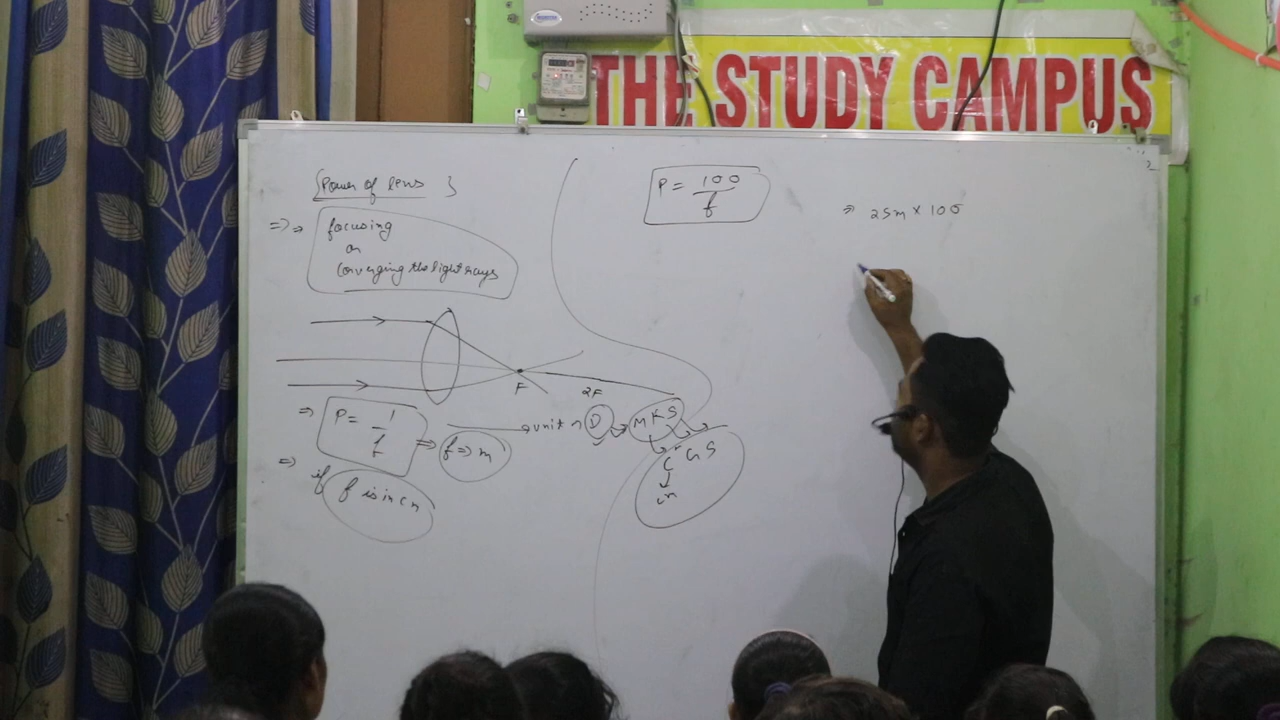 THE STUDY CAMPUS
{Power of lens }
⇒⇒ focusing
or
Converging the light rays
F
2F
⇒ P = 1/f ⇒ f ⇒ m
unit D → MKS
CGS
↓
cm
⇒ if f is in cm
P = 100/f
⇒ 25m × 100